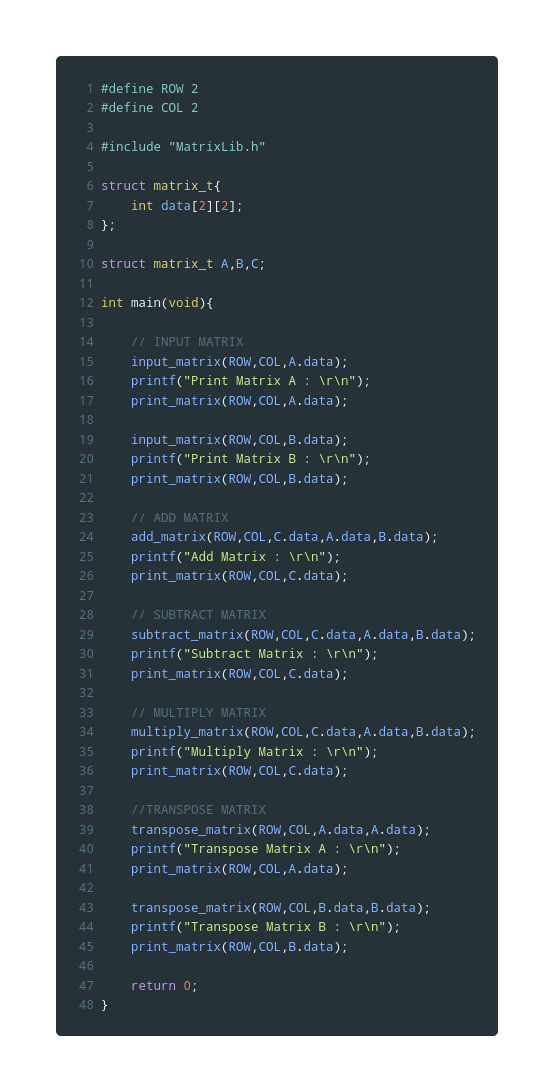 1 #define ROW 2
2 #define COL 2
3
4 #include "MatrixLib.h"
5
6 struct matrix_t{
7     int data[2][2];
8 };
9
10 struct matrix_t A,B,C;
11
12 int main(void){
13
14     // INPUT MATRIX
15     input_matrix(ROW,COL,A.data);
16     printf("Print Matrix A : \r\n");
17     print_matrix(ROW,COL,A.data);
18
19     input_matrix(ROW,COL,B.data);
20     printf("Print Matrix B : \r\n");
21     print_matrix(ROW,COL,B.data);
22
23     // ADD MATRIX
24     add_matrix(ROW,COL,C.data,A.data,B.data);
25     printf("Add Matrix : \r\n");
26     print_matrix(ROW,COL,C.data);
27
28     // SUBTRACT MATRIX
29     subtract_matrix(ROW,COL,C.data,A.data,B.data);
30     printf("Subtract Matrix : \r\n");
31     print_matrix(ROW,COL,C.data);
32
33     // MULTIPLY MATRIX
34     multiply_matrix(ROW,COL,C.data,A.data,B.data);
35     printf("Multiply Matrix : \r\n");
36     print_matrix(ROW,COL,C.data);
37
38     //TRANSPOSE MATRIX
39     transpose_matrix(ROW,COL,A.data,A.data);
40     printf("Transpose Matrix A : \r\n");
41     print_matrix(ROW,COL,A.data);
42
43     transpose_matrix(ROW,COL,B.data,B.data);
44     printf("Transpose Matrix B : \r\n");
45     print_matrix(ROW,COL,B.data);
46
47     return 0;
48 }